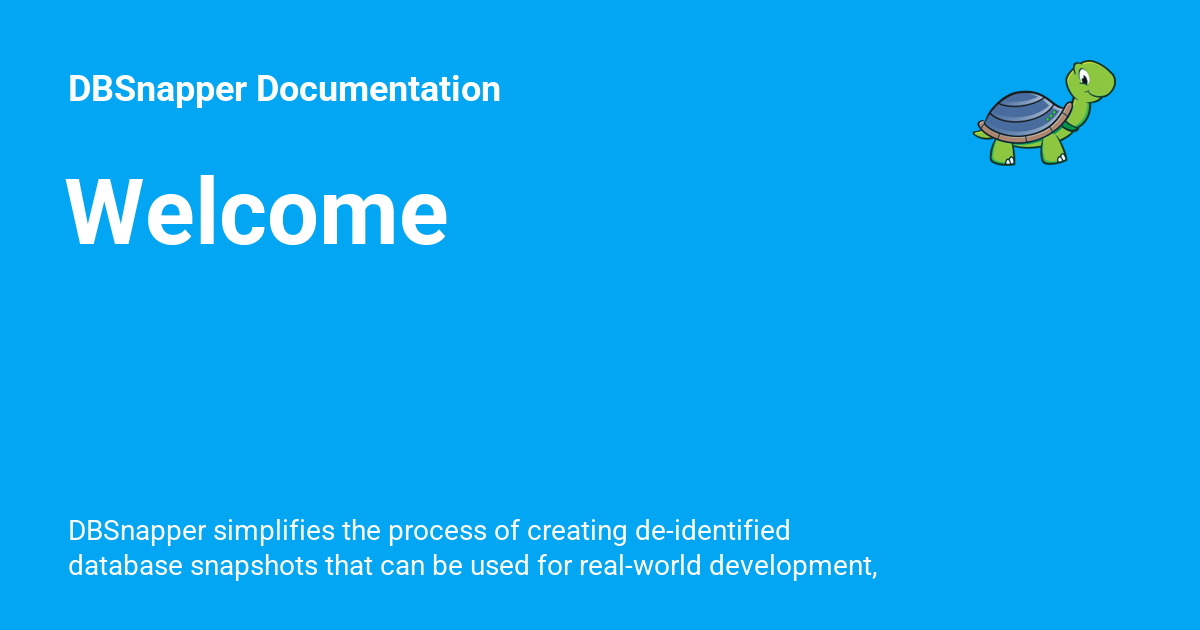 DBSnapper Documentation
Welcome
DBSnapper simplifies the process of creating de-identified
database snapshots that can be used for real-world development,